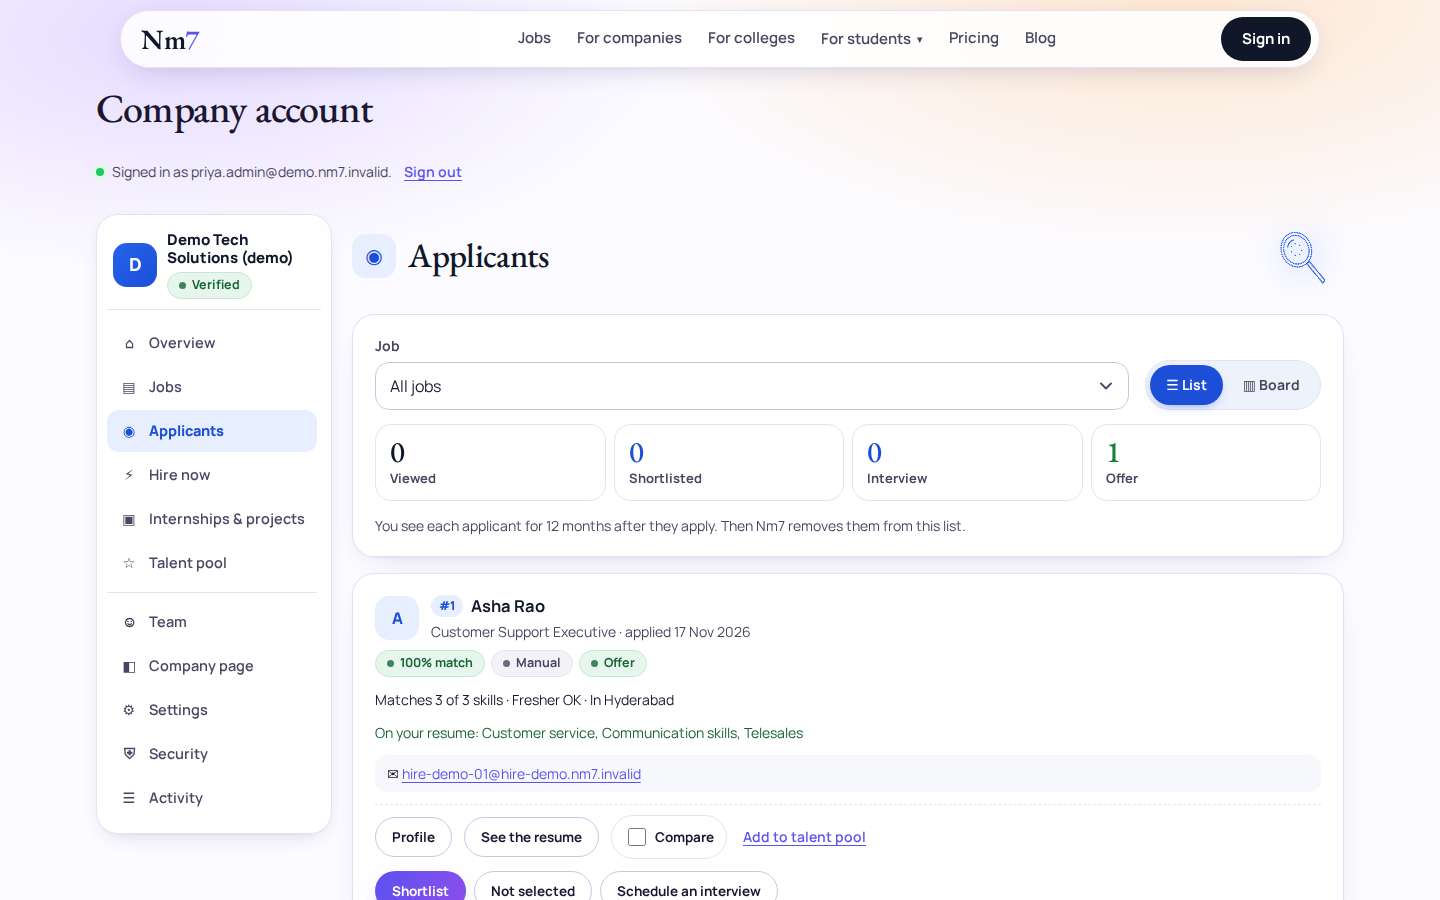 Nm7
Jobs
For companies
For colleges
For students ▾
Pricing
Blog
Sign in
Company account
Signed in as priya.admin@demo.nm7.invalid. Sign out
D
Demo Tech
Solutions (demo)
Verified
Overview
Jobs
Applicants
Hire now
Internships & projects
Talent pool
Team
Company page
Settings
Security
Activity
Applicants
Job
All jobs
☰ List
▥ Board
0
Viewed
0
Shortlisted
0
Interview
1
Offer
You see each applicant for 12 months after they apply. Then Nm7 removes them from this list.
A
#1 Asha Rao
Customer Support Executive · applied 17 Nov 2026
100% match
Manual
Offer
Matches 3 of 3 skills · Fresher OK · In Hyderabad
On your resume: Customer service, Communication skills, Telesales
✉ hire-demo-01@hire-demo.nm7.invalid
Profile
See the resume
Compare
Add to talent pool
Shortlist
Not selected
Schedule an interview